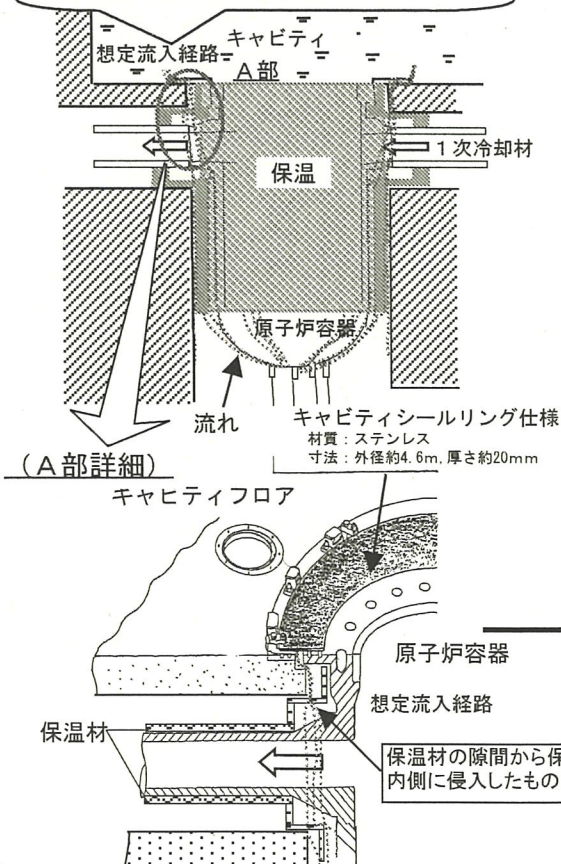 キャビティ
想定流入経路
A部
1次冷却材
保温
原子炉容器
流れ
キャビティシールリング仕様
材質：ステンレス
寸法：外径約4.6m,厚さ約20mm
(A部詳細)
キャビティフロア
原子炉容器
想定流入経路
保温材
保温材の隙間から保
内側に侵入したもの